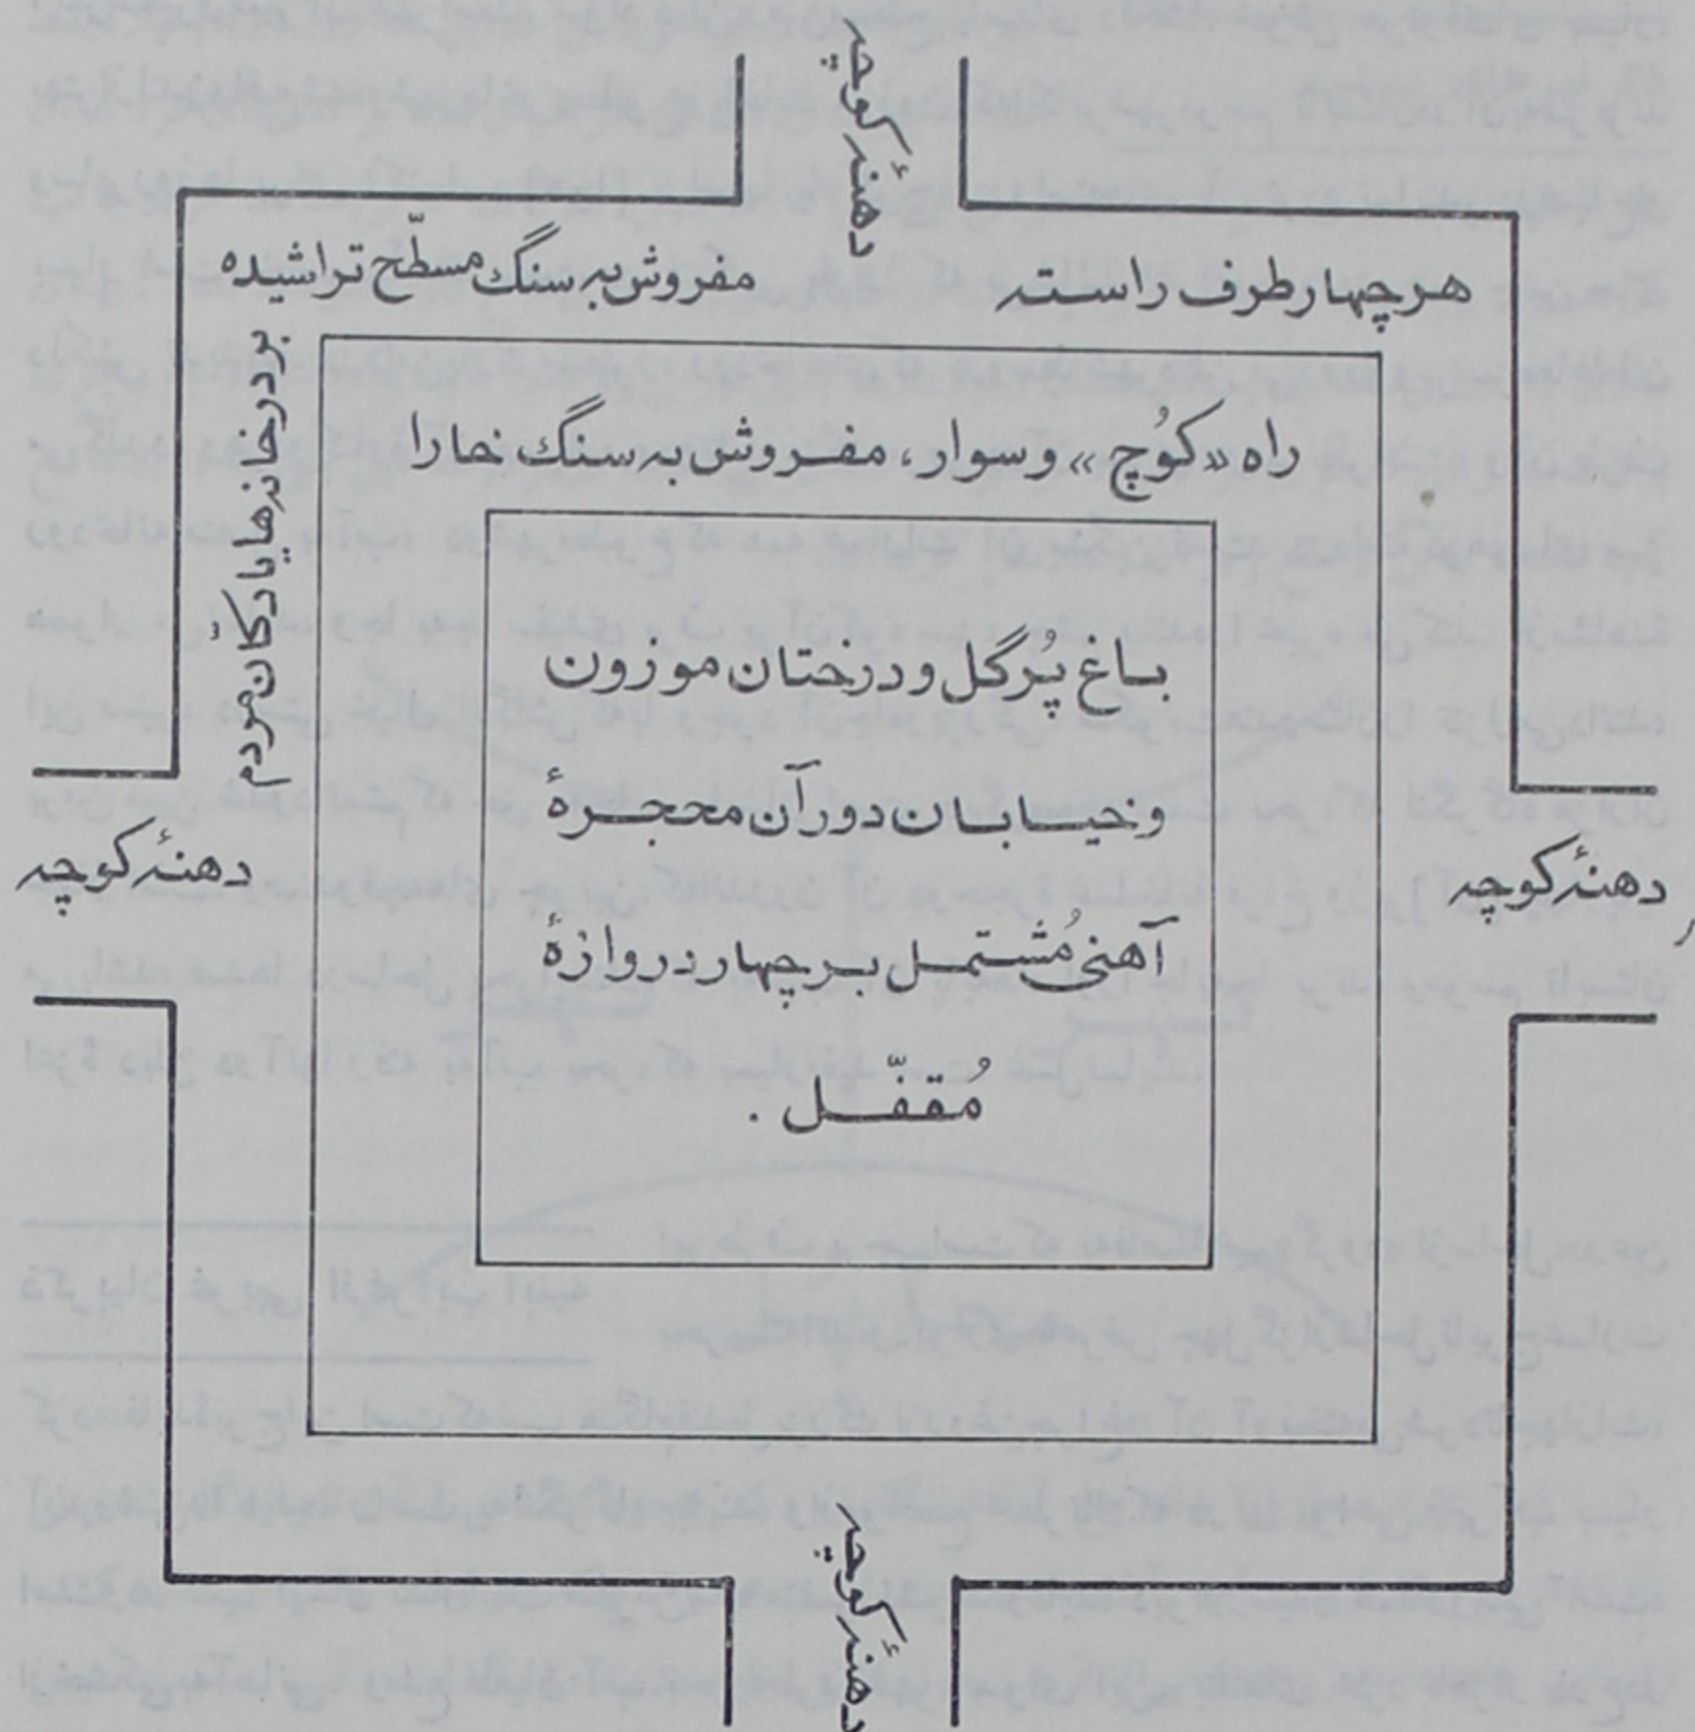 دهنهٔ کوچه
هر چهار طرف راسته مفروش به سنگ مسطّح تراشیده
بر در خانه‌ها یا دکّان مردم
راه «کوُچ» و سوار، مفروش به سنگ خارا
باغ پُرگل و درختان موزون
و خیابان دور آن محجرهٔ
آهنی مُشتمل بر چهار دروازهٔ
مُقفّل .
دهنهٔ کوچه
دهنهٔ کوچه
دهنهٔ کوچه